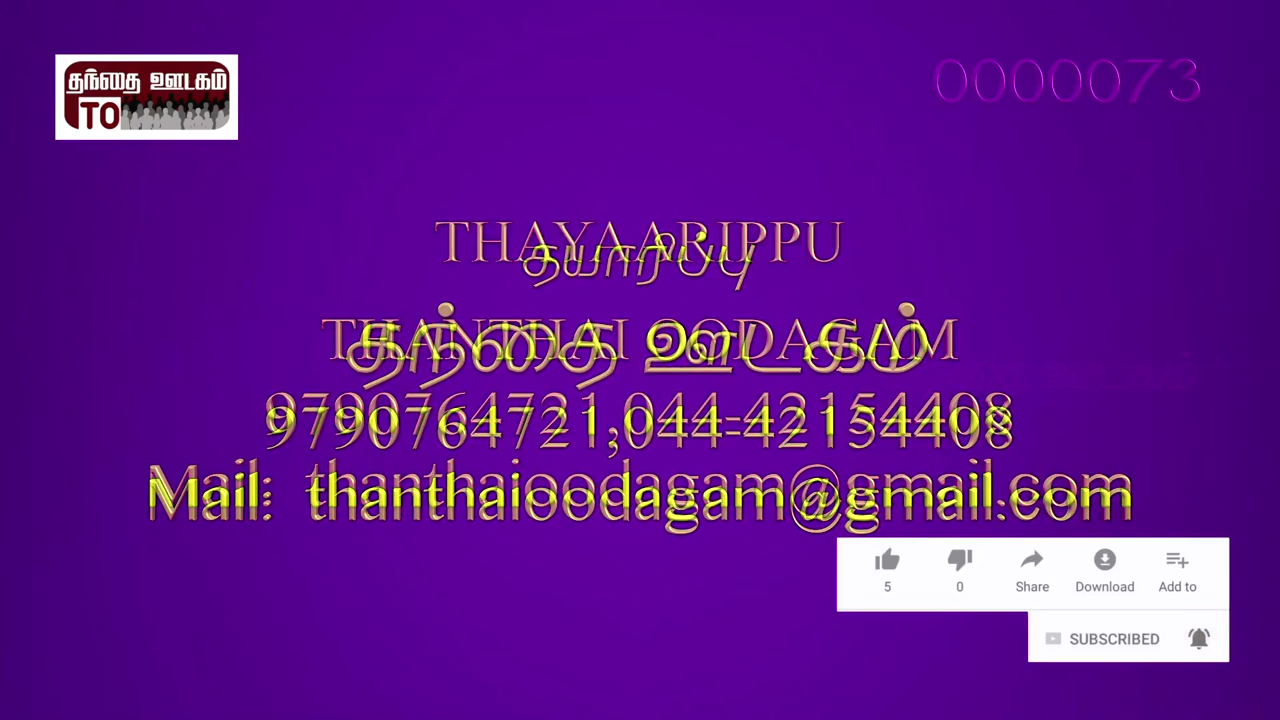 தந்தை ஊடகம்
TO
0000073
THAYAARIPPU
தயாரிப்பு
THANTHAI OODAGAM
தந்தை ஊடகம்
9790764721,044-42154408
Mail: thanthaioodagam@gmail.com
5 0 Share Download Add to
SUBSCRIBED